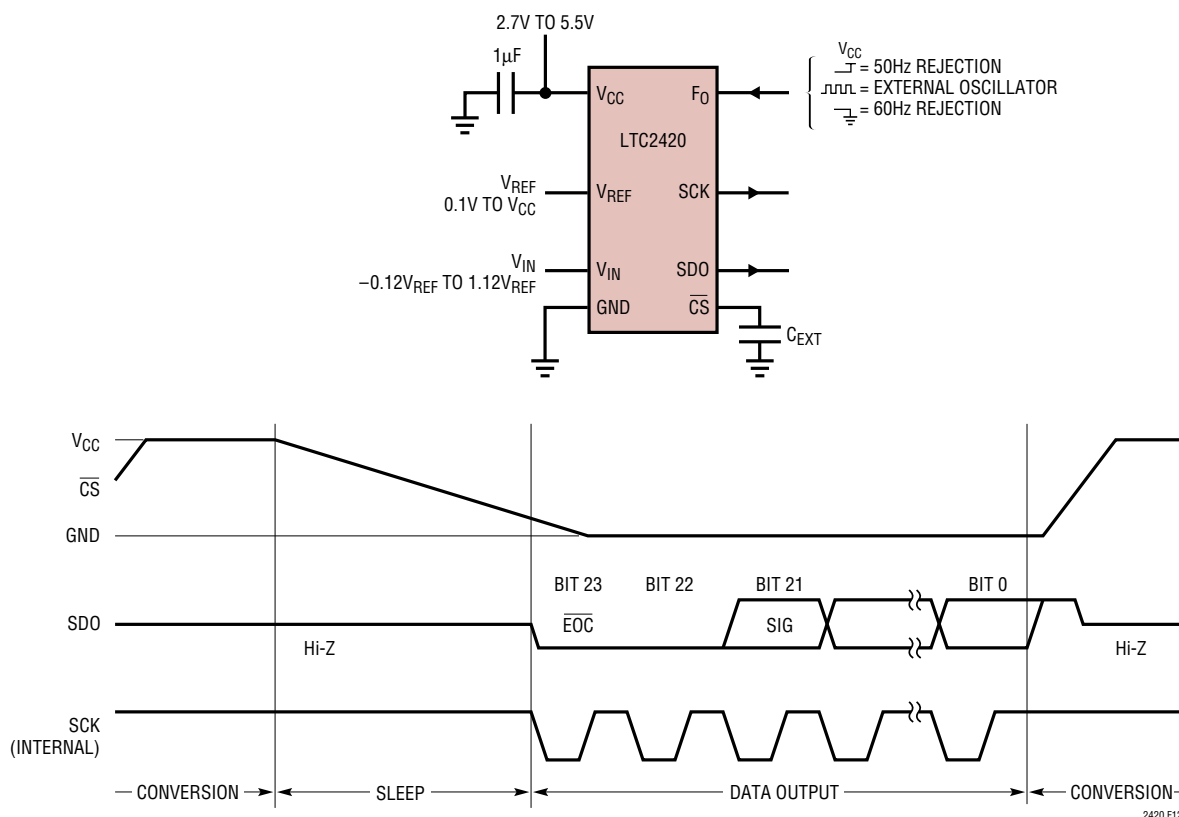 2.7V TO 5.5V
1µF
VCC
= 50Hz REJECTION
= EXTERNAL OSCILLATOR
= 60Hz REJECTION
VCC FO
LTC2420
VREF
0.1V TO VCC
VREF SCK
VIN
–0.12VREF TO 1.12VREF
VIN SDO
GND CS
CEXT
VCC
CS
GND
BIT 23 BIT 22 BIT 21 BIT 0
SDO
EOC SIG
Hi-Z Hi-Z
SCK
(INTERNAL)
CONVERSION SLEEP DATA OUTPUT CONVERSION